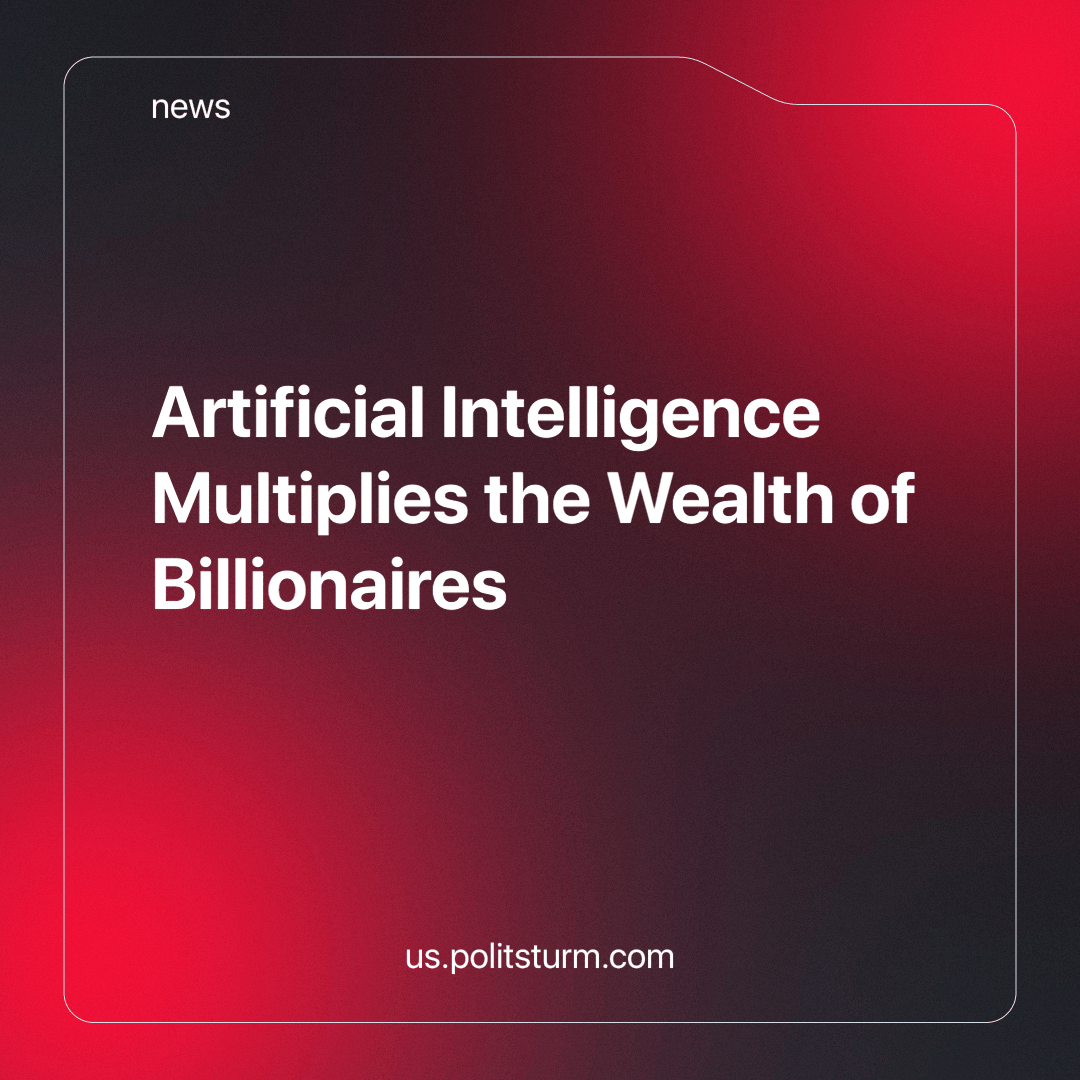 news
Artificial Intelligence
Multiplies the Wealth of
Billionaires
us.politsturm.com